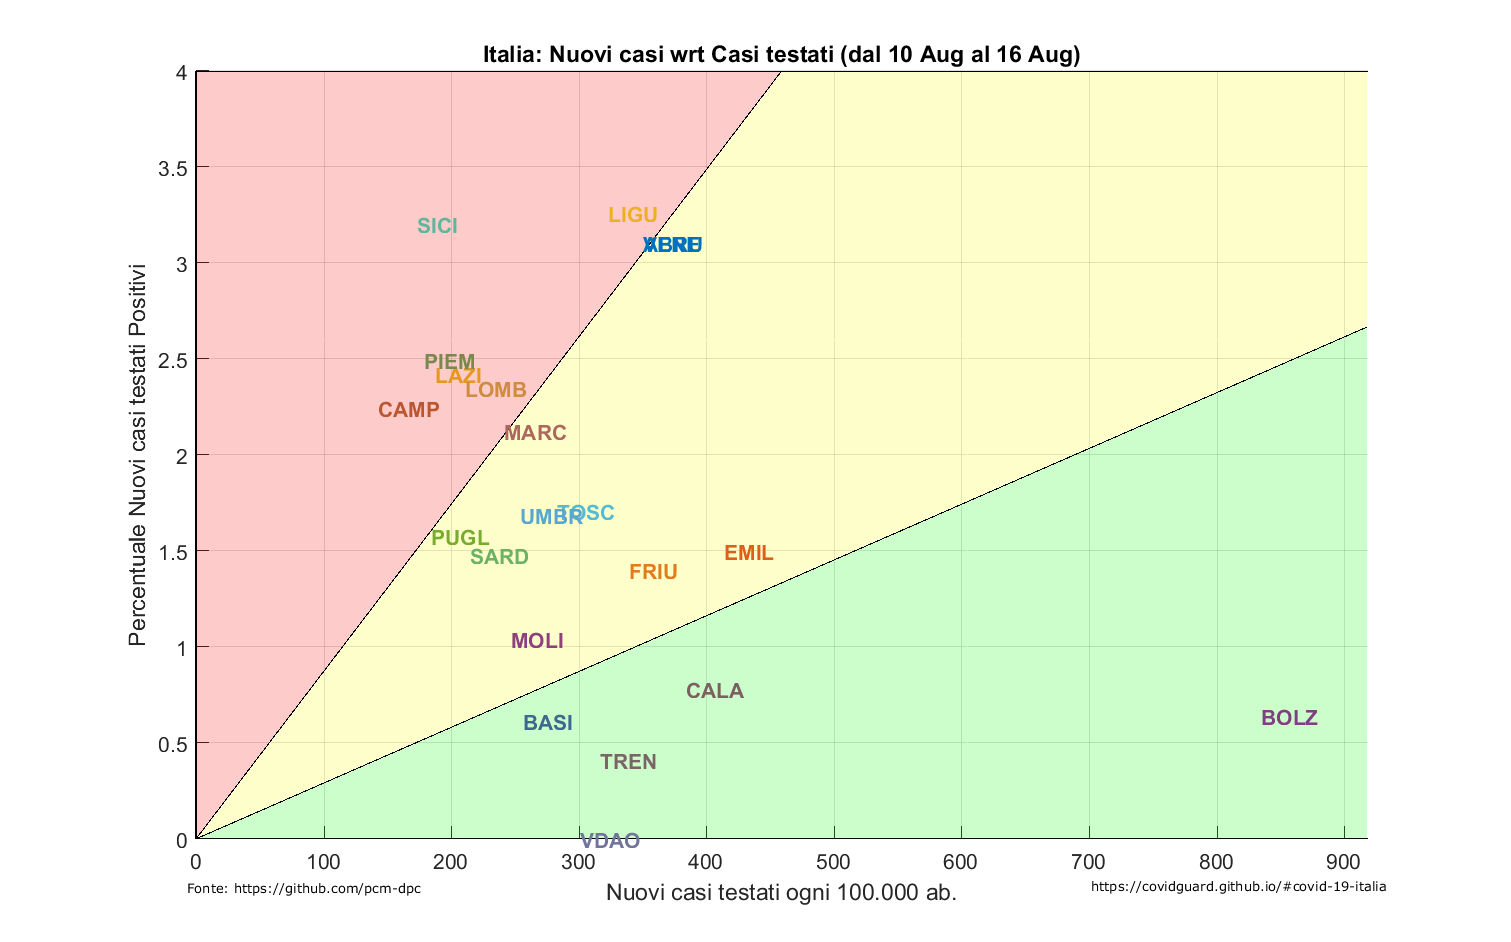 Italia: Nuovi casi wrt Casi testati (dal 10 Aug al 16 Aug)
Percentuale Nuovi casi testati Positivi
4
3.5
3
2.5
2
1.5
1
0.5
0
SICI
LIGU
PIEM
LAZI
LOMB
CAMP
MARC
UMBR
TOSC
PUGL
SARD
EMIL
FRIU
MOLI
CALA
BASI
BOLZ
TREN
VDAO
0 100 200 300 400 500 600 700 800 900
Nuovi casi testati ogni 100.000 ab.
Fonte: https://github.com/pcm-dpc
https://covidguard.github.io/#covid-19-italia